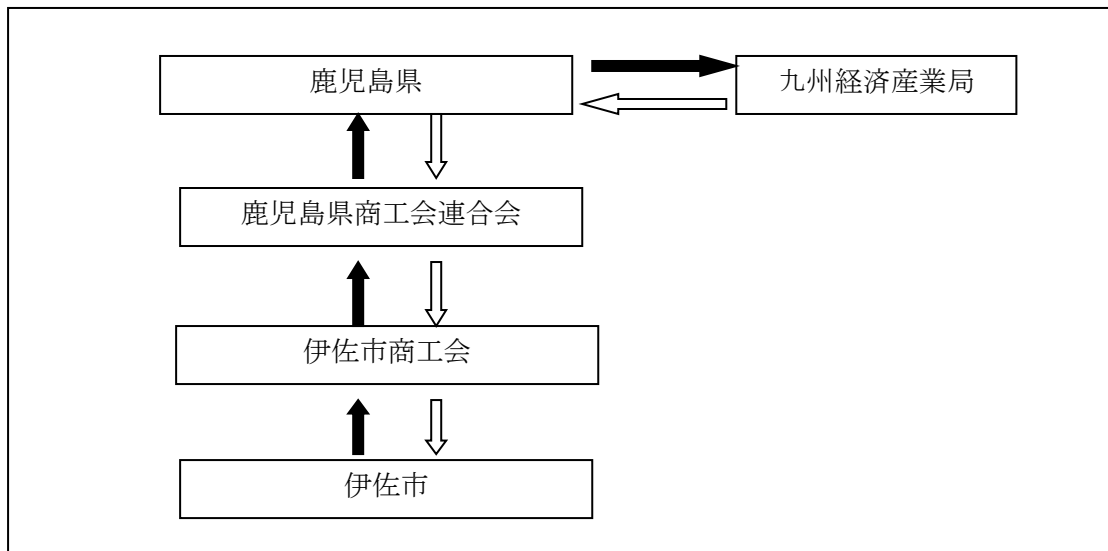 鹿児島県
九州経済産業局
鹿児島県商工会連合会
伊佐市商工会
伊佐市